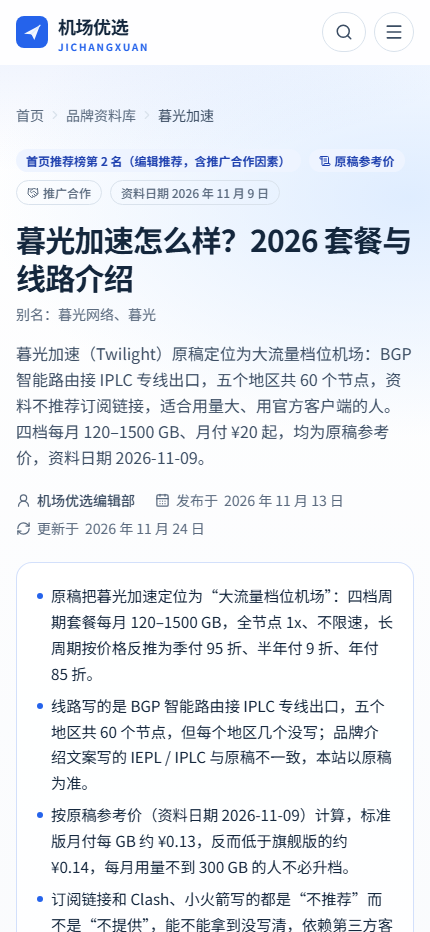 机场优选
JICHANGXUAN
首页 > 品牌资料库 > 暮光加速
首页推荐榜第 2 名（编辑推荐，含推广合作因素） 原稿参考价
推广合作 资料日期 2026 年 11 月 9 日
暮光加速怎么样？2026 套餐与
线路介绍
别名：暮光网络、暮光
暮光加速（Twilight）原稿定位为大流量档位机场：BGP
智能路由接 IPLC 专线出口，五个地区共 60 个节点，资
料不推荐订阅链接，适合用量大、用官方客户端的人。
四档每月 120–1500 GB、月付 ¥20 起，均为原稿参考
价，资料日期 2026-11-09。
机场优选编辑部 发布于 2026 年 11 月 13 日
更新于 2026 年 11 月 24 日
原稿把暮光加速定位为“大流量档位机场”：四档周
期套餐每月 120–1500 GB，全节点 1x、不限速，长
周期按价格反推为季付 95 折、半年付 9 折、年付
85 折。
线路写的是 BGP 智能路由接 IPLC 专线出口，五个
地区共 60 个节点，但每个地区几个没写；品牌介
绍文案写的 IEPL / IPLC 与原稿不一致，本站以原稿
为准。
按原稿参考价（资料日期 2026-11-09）计算，标准
版月付每 GB 约 ¥0.13，反而低于旗舰版的约
¥0.14，每月用量不到 300 GB 的人不必升档。
订阅链接和 Clash、小火箭写的都是“不推荐”而
不是“不提供”，能不能拿到没写清，依赖第三方客